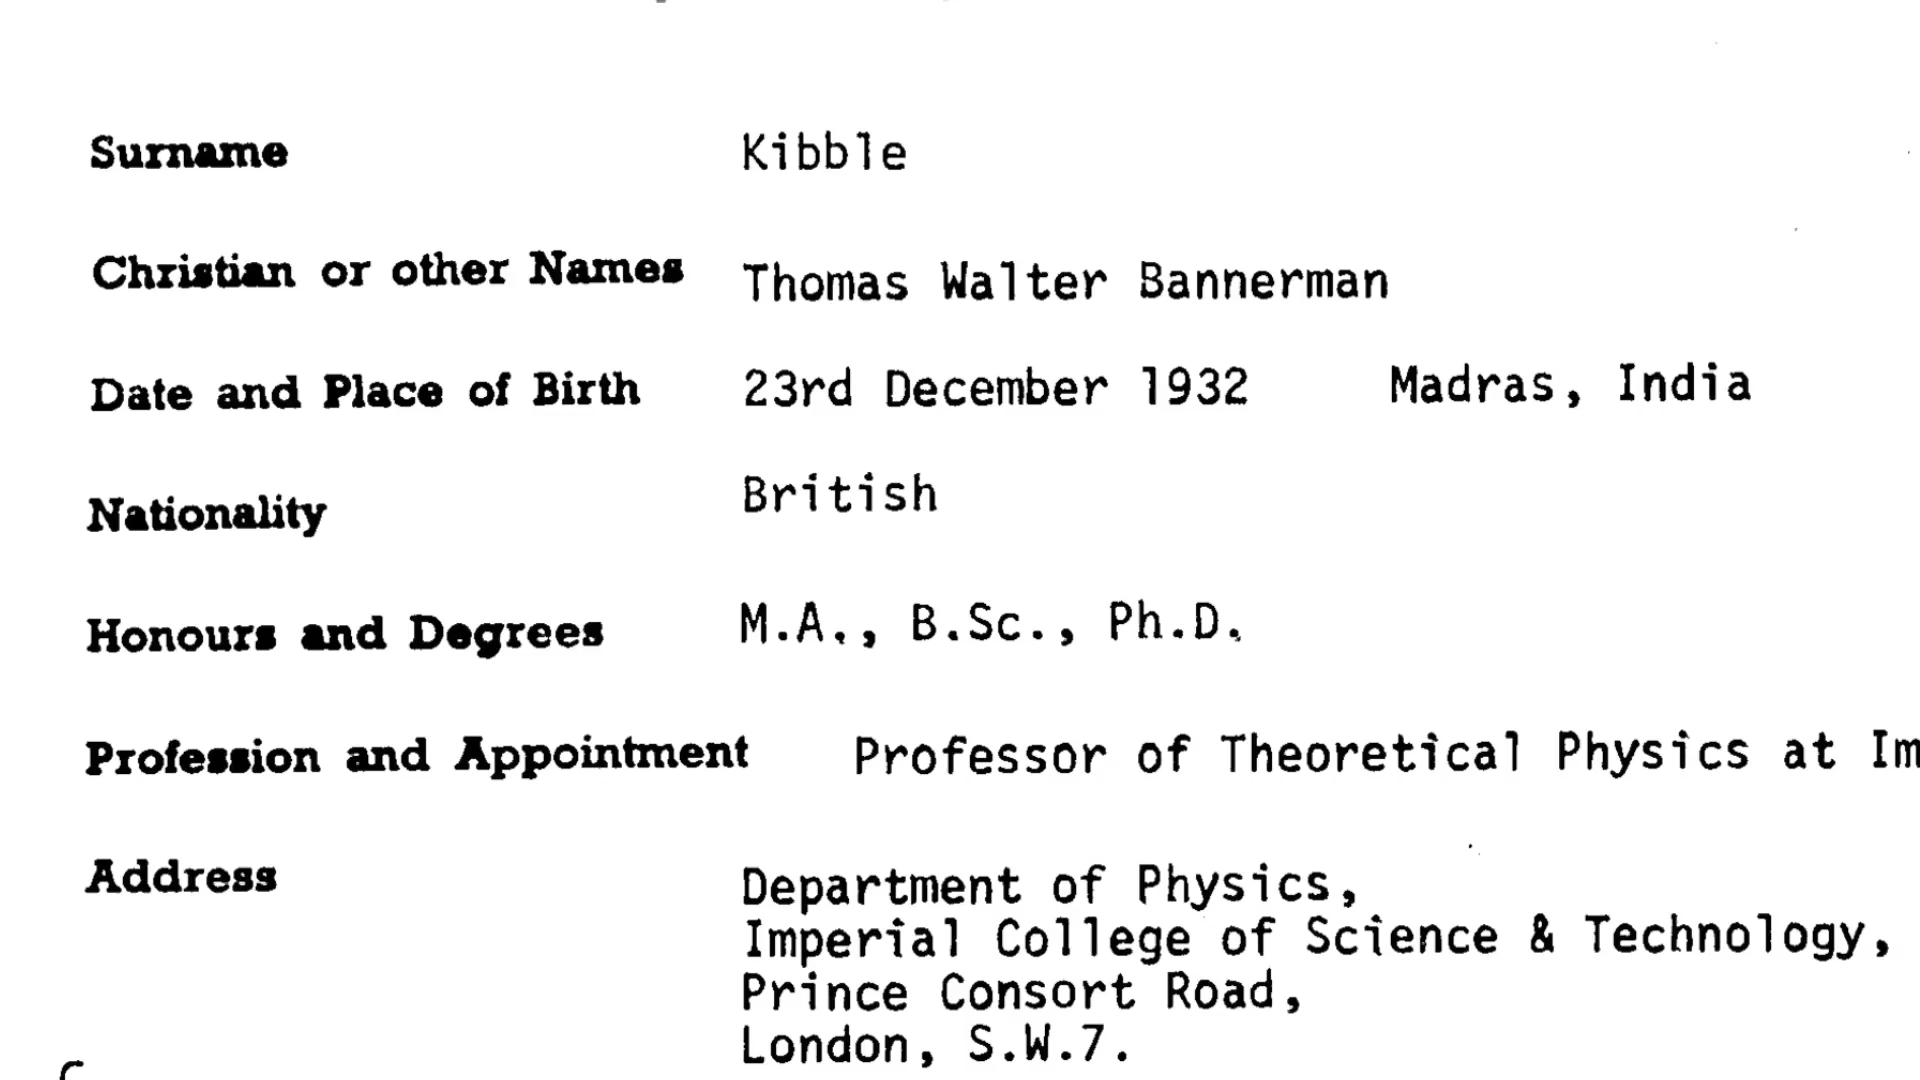 Surname Kibble
Christian or other Names Thomas Walter Bannerman
Date and Place of Birth 23rd December 1932 Madras, India
Nationality British
Honours and Degrees M.A., B.Sc., Ph.D.
Profession and Appointment Professor of Theoretical Physics at Im
Address Department of Physics,
Imperial College of Science & Technology,
Prince Consort Road,
London, S.W.7.